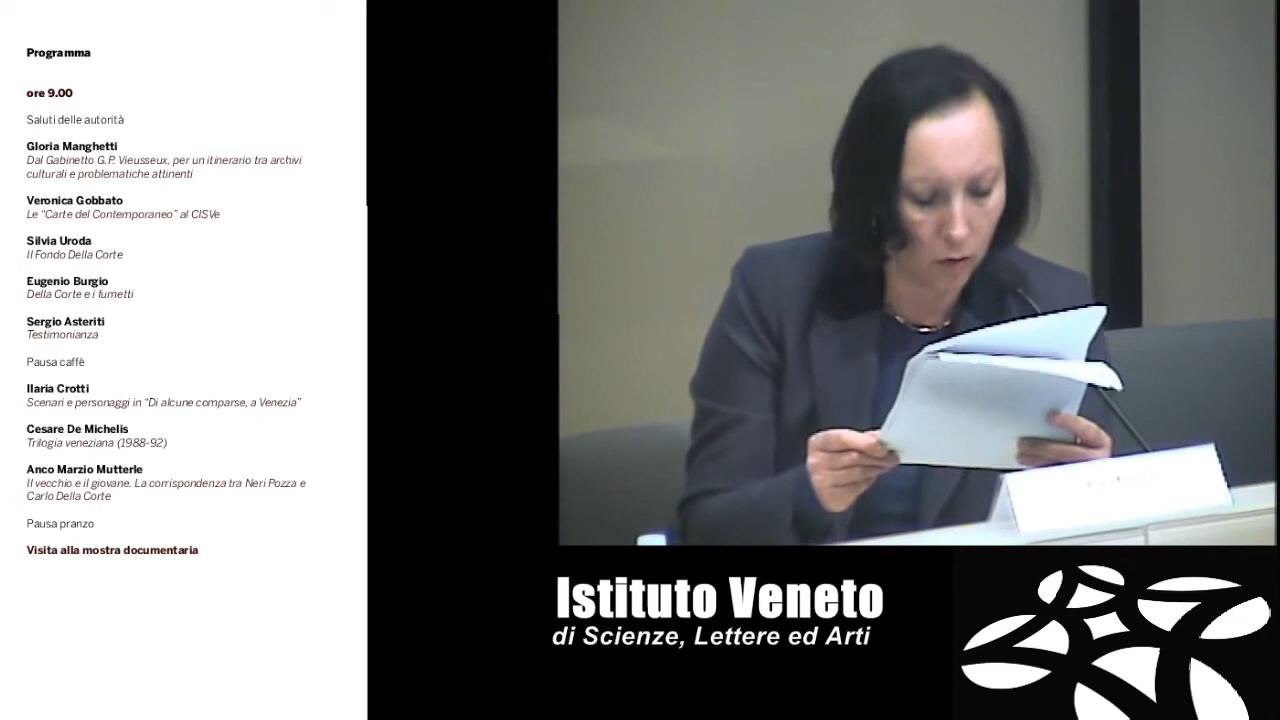 Programma
ore 9.00
Saluti delle autorità
Gloria Manghetti
Dal Gabinetto G.P. Vieusseux, per un itinerario tra archivi
culturali e problematiche attinenti
Veronica Gobbato
Le “Carte del Contemporaneo” al CISVe
Silvia Uroda
Il Fondo Della Corte
Eugenio Burgio
Della Corte e i fumetti
Sergio Asteriti
Testimonianza
Pausa caffè
Ilaria Crotti
Scenari e personaggi in “Di alcune comparse, a Venezia”
Cesare De Michelis
Trilogia veneziana (1988-92)
Anco Marzio Mutterle
Il vecchio e il giovane. La corrispondenza tra Neri Pozza e
Carlo Della Corte
Pausa pranzo
Visita alla mostra documentaria
Istituto Veneto
di Scienze, Lettere ed Arti